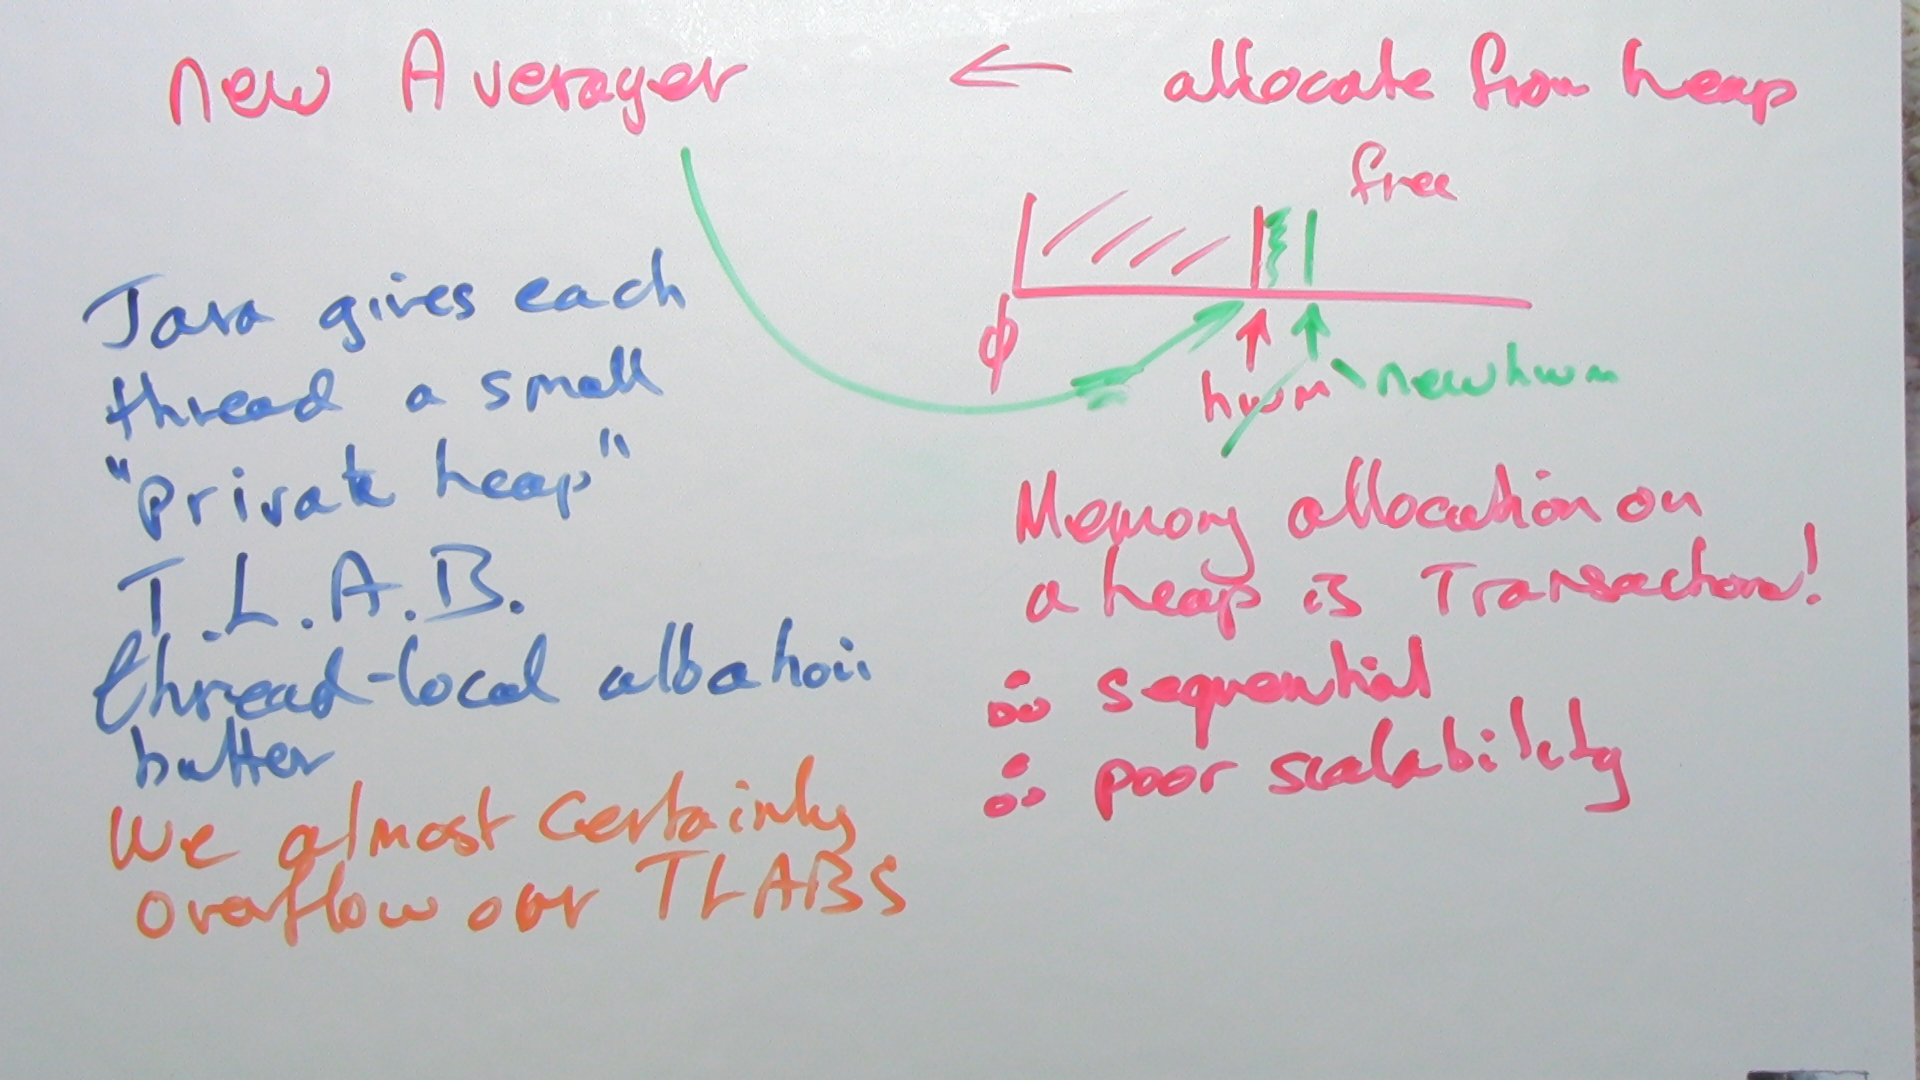 new Averager ← allocate from heap
free
φ
hwm newhwm
Java gives each
thread a small
"private heap"
T.L.A.B.
thread-local allocation
buffer
We almost certainly
overflow our TLABS
Memory allocation on
a heap is Transactional!
∴ sequential
∴ poor scalability